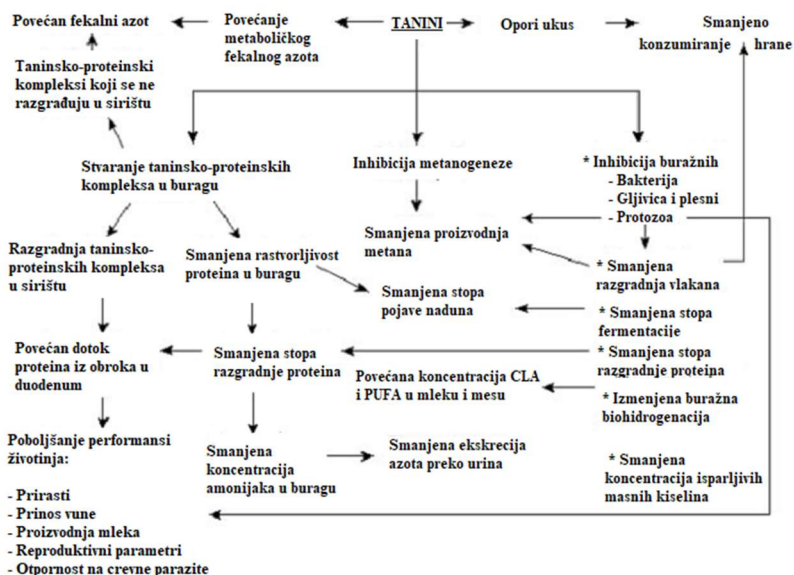 Povećan fekalni azot
Povećanje
metaboličkog
fekalnog azota
TANINI
Opori ukus
Smanjeno
konzumiranje hrane
Taninsko-proteinski
kompleksi koji se ne
razgrađuju u sirištu
Stvaranje taninsko-proteinskih
kompleksa u buragu
Inhibicija metanogeneze
* Inhibicija buražnih
- Bakterija
- Gljivica i plesni
- Protozoa
Razgradnja taninsko-
proteinskih kompleksa
u sirištu
Smanjena rastvorljivost
proteina u buragu
Smanjena proizvodnja
metana
* Smanjena
razgradnja vlakana
Smanjena stopa
pojave naduna
* Smanjena stopa
fermentacije
Povećan dotok
proteina iz obroka u
duodenum
Smanjena stopa
razgradnje proteina
* Smanjena stopa
razgradnje proteina
Povećana koncentracija CLA
i PUFA u mleku i mesu
* Izmenjena buražna
biohidrogenacija
Poboljšanje performansi
životinja:
- Prirasti
- Prinos vune
- Proizvodnja mleka
- Reproduktivni parametri
- Otpornost na crevne parazite
Smanjena
koncentracija
amonijaka u buragu
Smanjena ekskrecija
azota preko urina
* Smanjena
koncentracija isparljivih
masnih kiselina